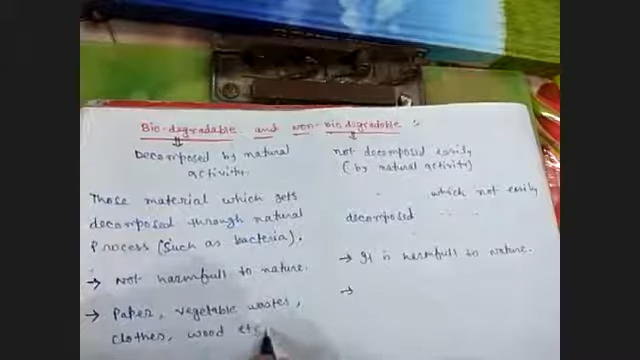 Bio-degradable and non-biodegradable :-
Decomposed by natural
activity.
not decomposed easily
(by natural activity)
Those material which gets
decomposed through natural
Process (such as bacteria).
" which not easily
decomposed " "
→ Not harmfull to nature.
→ It is harmfull to nature.
→ Paper, vegetable wastes,
clothes, wood etc
→